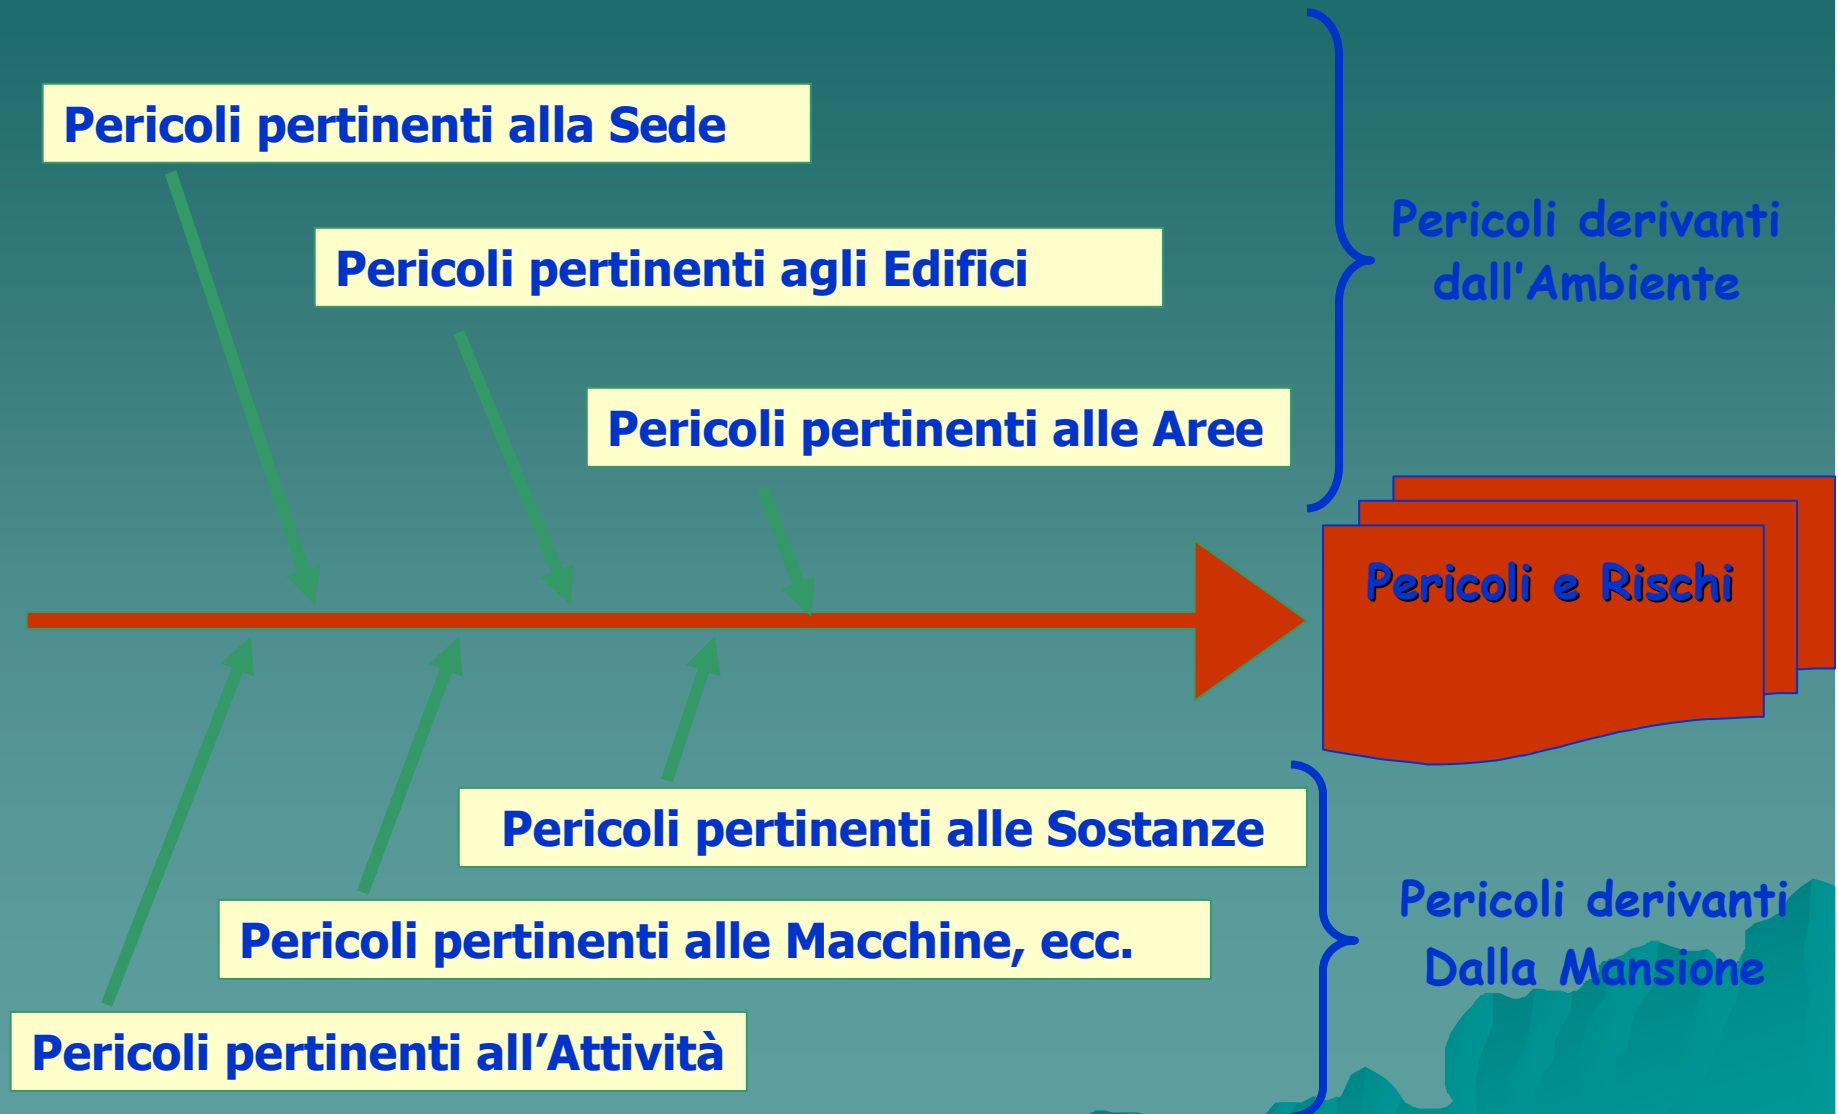 Pericoli pertinenti alla Sede
Pericoli pertinenti agli Edifici
Pericoli derivanti
dall’Ambiente
Pericoli pertinenti alle Aree
Pericoli e Rischi
Pericoli pertinenti alle Sostanze
Pericoli pertinenti alle Macchine, ecc.
Pericoli derivanti
Dalla Mansione
Pericoli pertinenti all’Attività